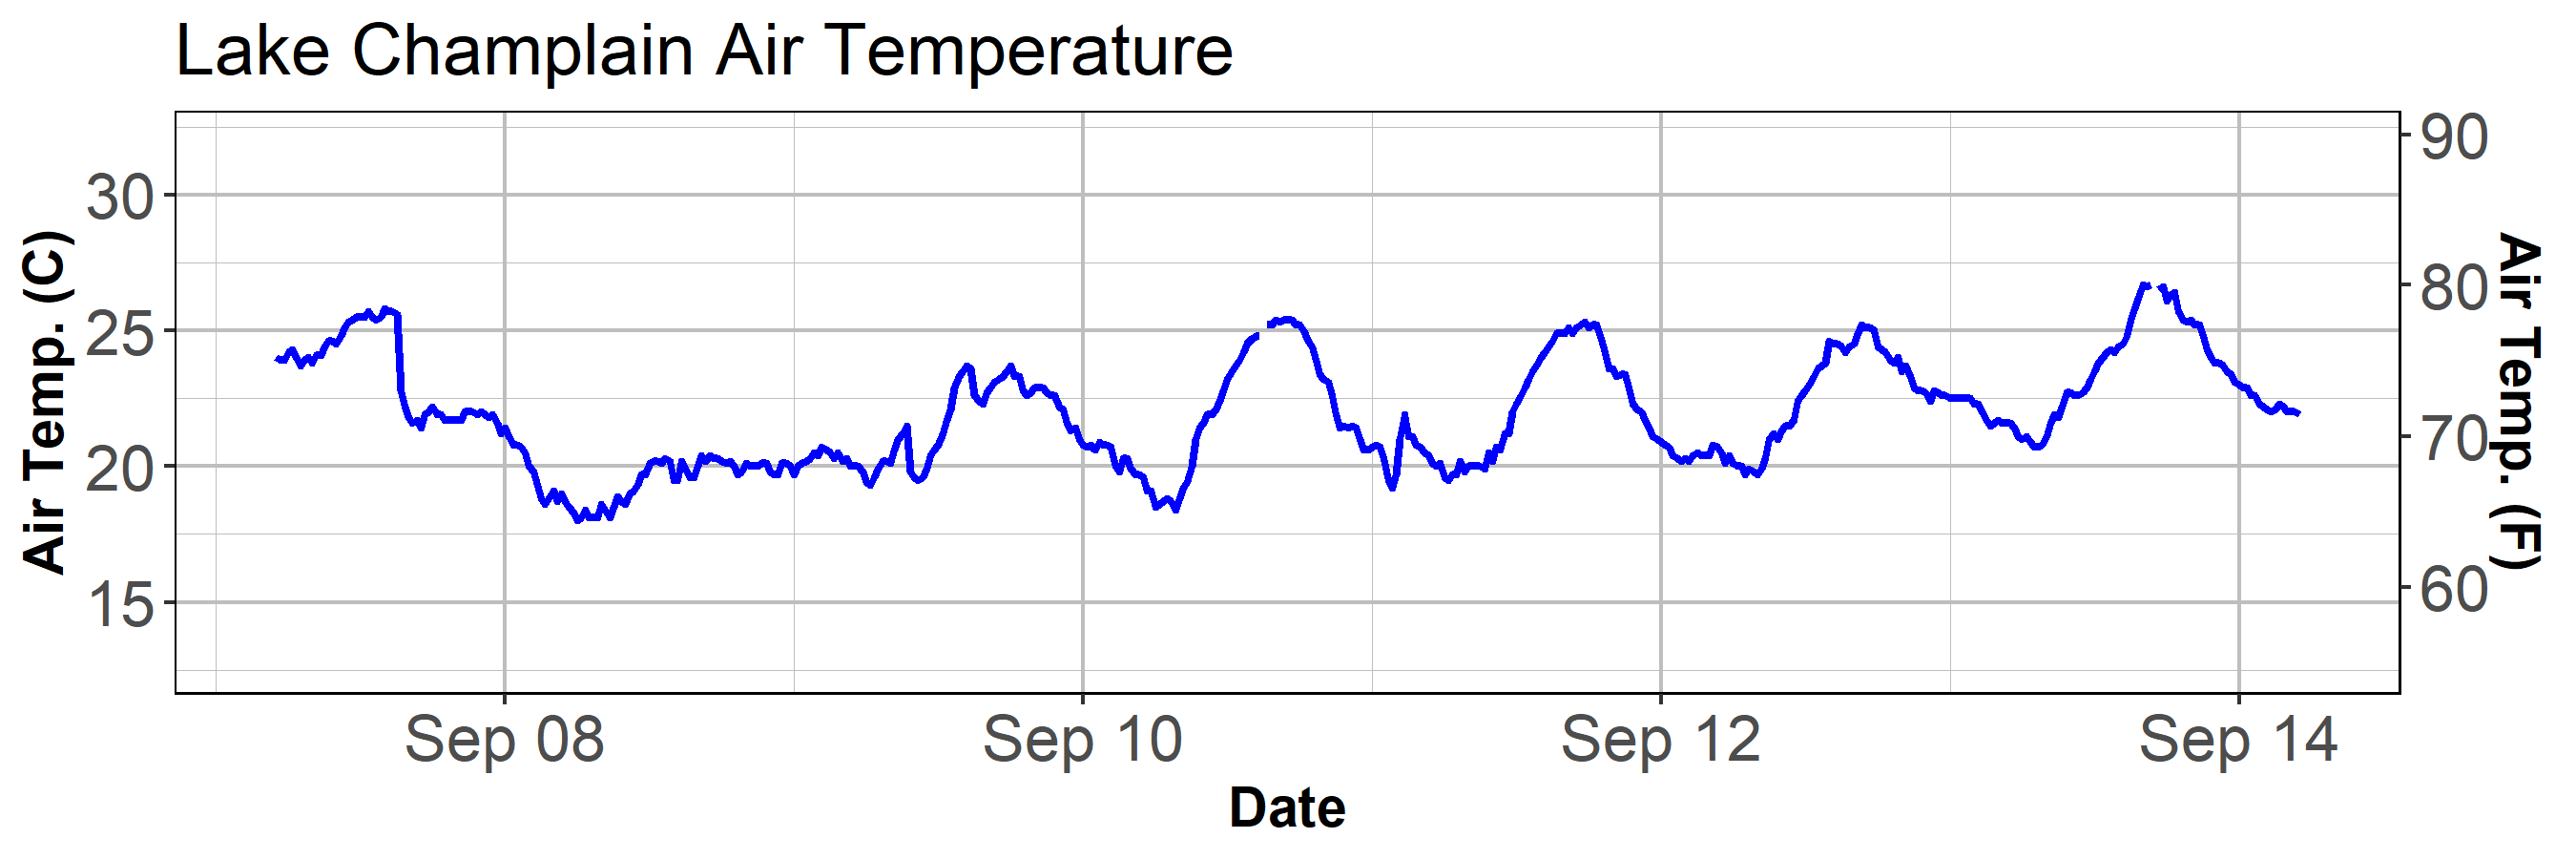 Lake Champlain Air Temperature
Air Temp. (C)
30
25
20
15
90
80
70
60
Air Temp. (F)
Sep 08
Sep 10
Sep 12
Sep 14
Date